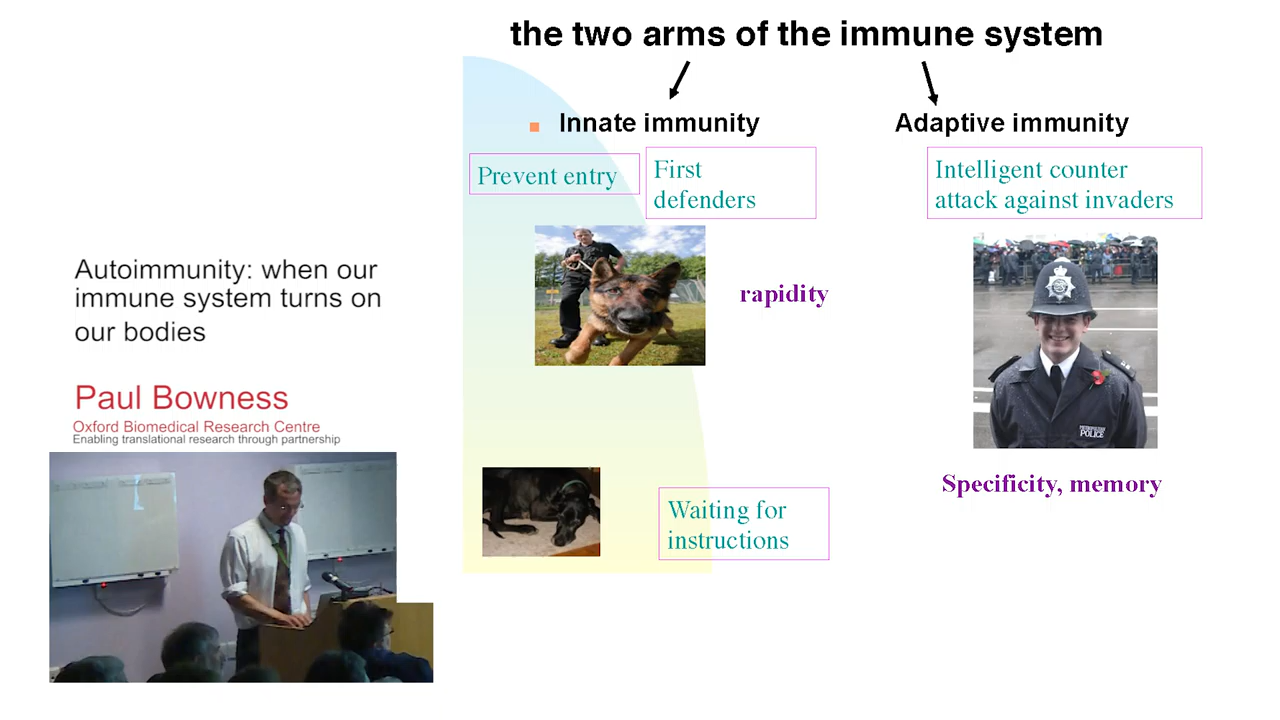 the two arms of the immune system
Innate immunity
Adaptive immunity
Prevent entry
First
defenders
Intelligent counter
attack against invaders
rapidity
Autoimmunity: when our
immune system turns on
our bodies
Paul Bowness
Oxford Biomedical Research Centre
Enabling translational research through partnership
METROPOLITAN
POLICE
Specificity, memory
Waiting for
instructions